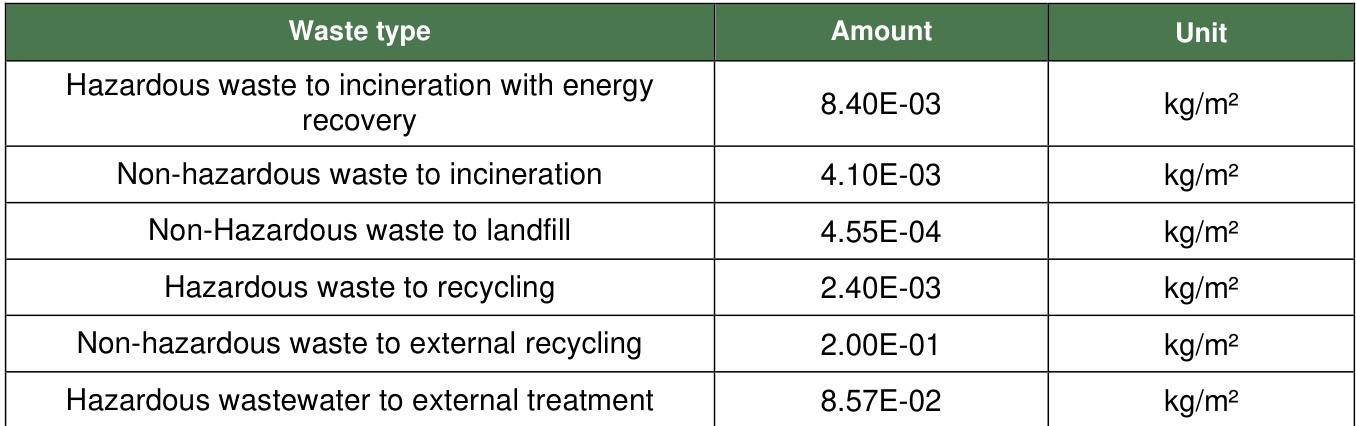 Waste type Amount Unit
Hazardous waste to incineration with energy
recovery 8.40E-03 kg/m²
Non-hazardous waste to incineration 4.10E-03 kg/m²
Non-Hazardous waste to landfill 4.55E-04 kg/m²
Hazardous waste to recycling 2.40E-03 kg/m²
Non-hazardous waste to external recycling 2.00E-01 kg/m²
Hazardous wastewater to external treatment 8.57E-02 kg/m²